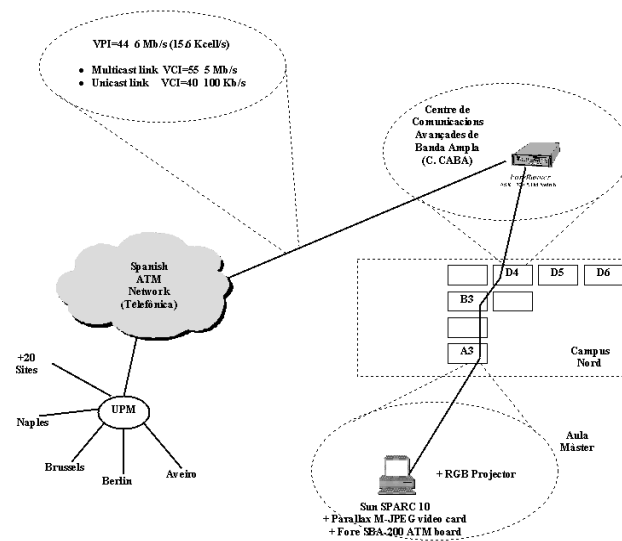 VPI=44 6 Mb/s (15.6 Kcell/s)
• Multicast link VCI=55 5 Mb/s
• Unicast link VCI=40 100 Kb/s
Centre de
Comunicacions
Avançades de
Banda Ampla
(C. CABA)
Spanish
ATM
Network
(Telefònica)
D4
D5
D6
B3
A3
Campus
Nord
+20
Sites
UPM
Naples
Brussels
Berlin
Aveiro
Aula
Màster
+ RGB Projector
Sun SPARC 10
+ Parallax M-JPEG video card
+ Fore SBA-200 ATM board